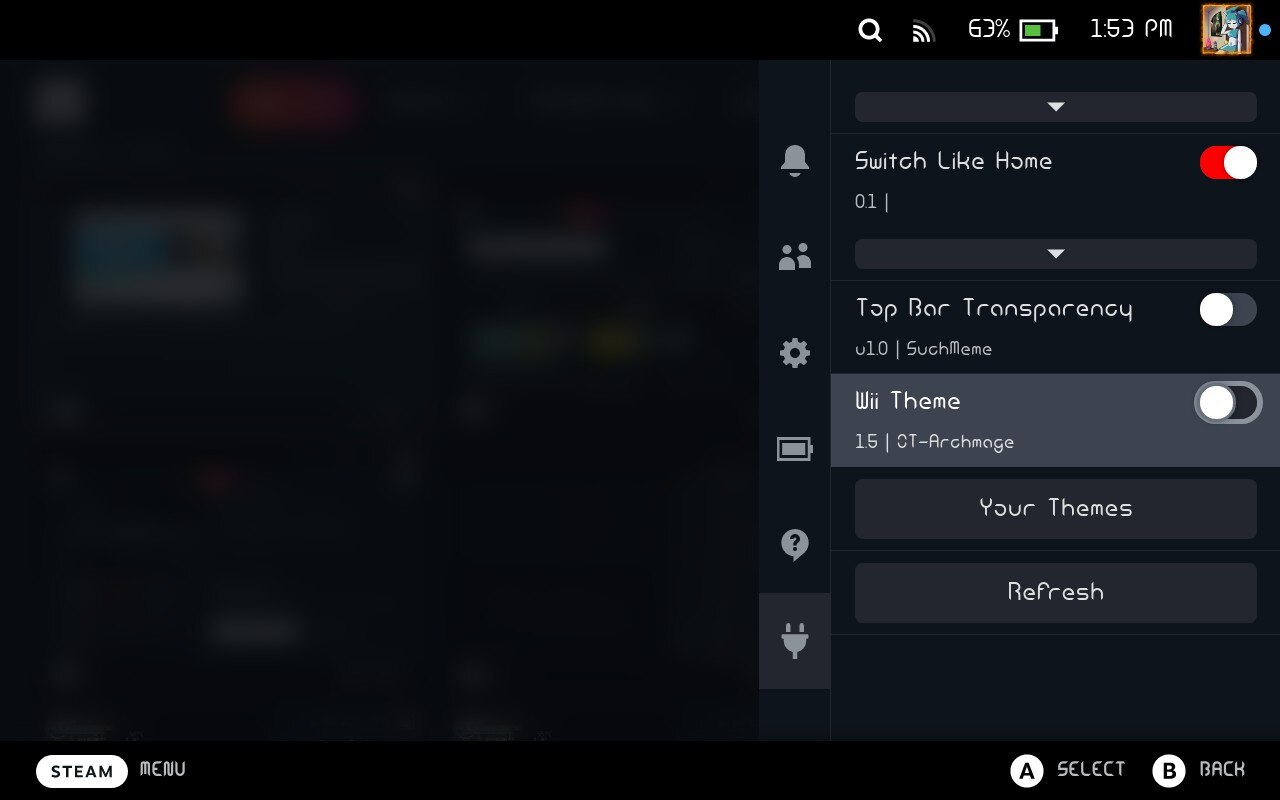 63%
1:53 PM
Switch Like Home
0.1 |
Top Bar Transparency
v1.0 | SuchMeme
Wii Theme
1.5 | OT-Archmage
Your Themes
Refresh
STEAM MENU
A SELECT B BACK